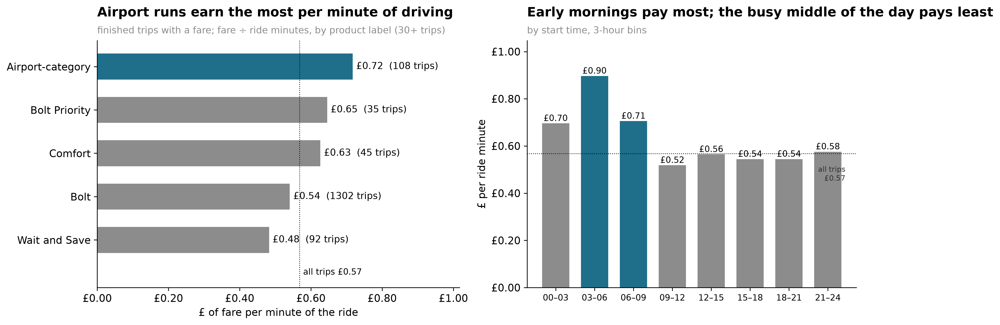 Airport runs earn the most per minute of driving
finished trips with a fare; fare ÷ ride minutes, by product label (30+ trips)
Airport-category
£0.72 (108 trips)
Bolt Priority
£0.65 (35 trips)
Comfort
£0.63 (45 trips)
Bolt
£0.54 (1302 trips)
Wait and Save
£0.48 (92 trips)
all trips £0.57
£0.00 £0.20 £0.40 £0.60 £0.80 £1.00
£ of fare per minute of the ride
Early mornings pay most; the busy middle of the day pays least
by start time, 3-hour bins
£ per ride minute
£1.00
£0.80
£0.60
£0.40
£0.20
£0.00
£0.70
£0.90
£0.71
£0.52
£0.56
£0.54
£0.54
£0.58
all trips
£0.57
00–03 03–06 06–09 09–12 12–15 15–18 18–21 21–24